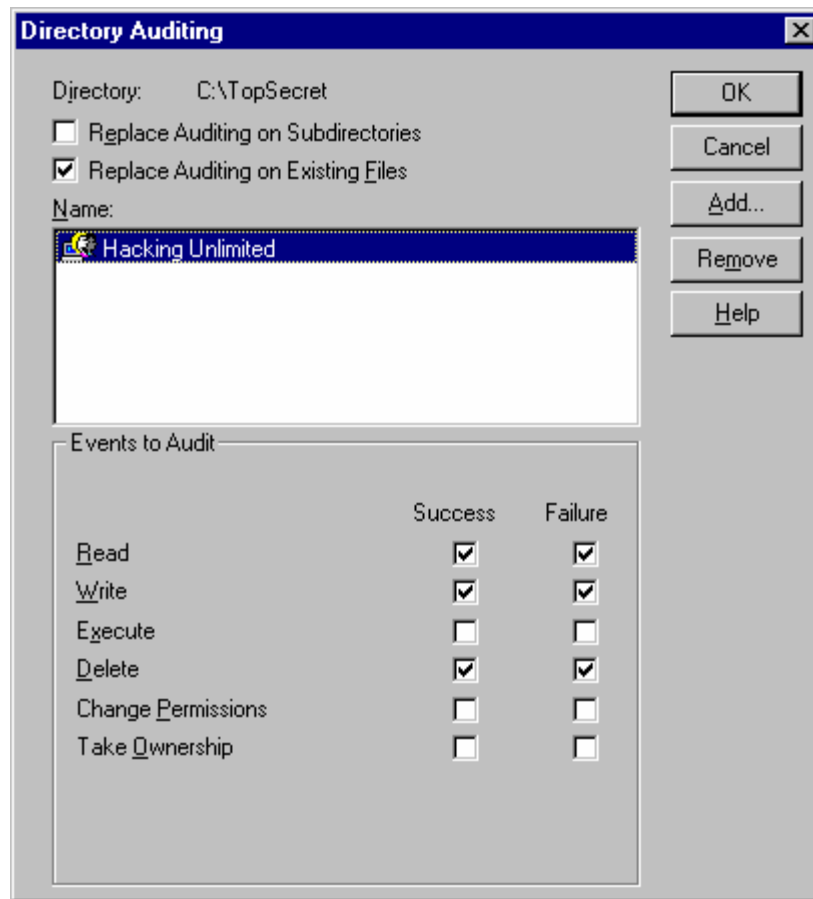 Directory Auditing
Directory: C:\TopSecret
Replace Auditing on Subdirectories
Replace Auditing on Existing Files
Name:
Hacking Unlimited
OK
Cancel
Add...
Remove
Help
Events to Audit
Success Failure
Read
Write
Execute
Delete
Change Permissions
Take Ownership